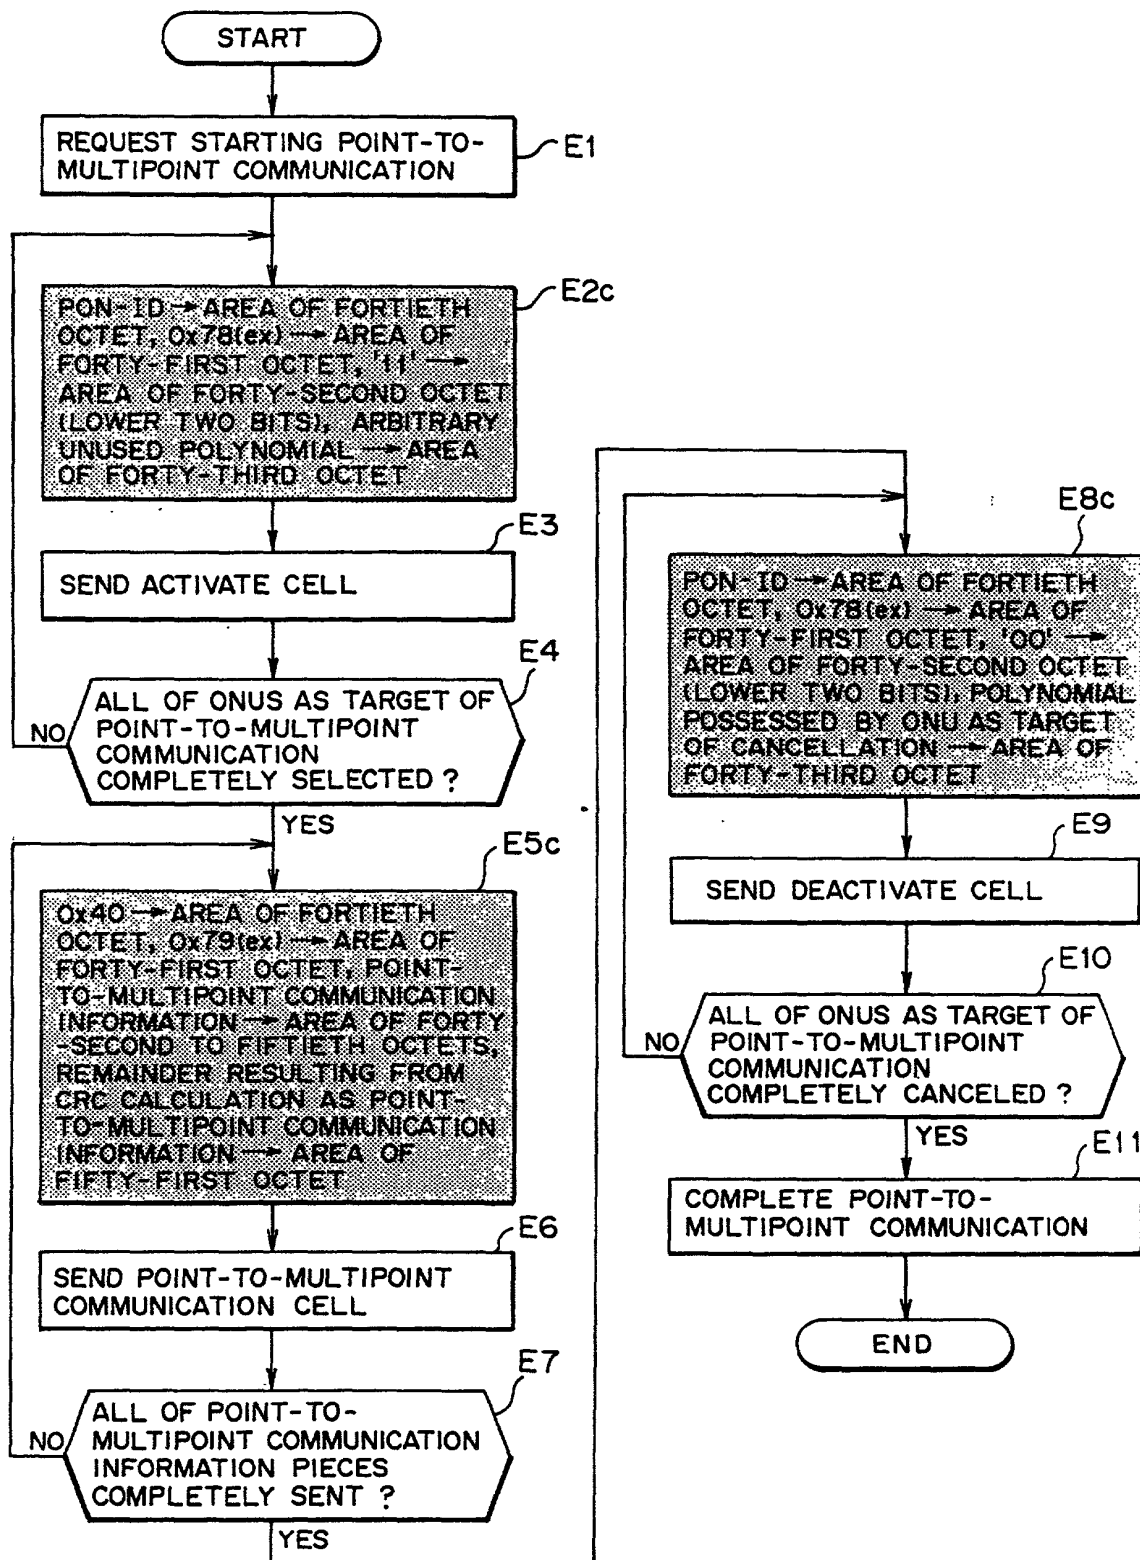 START
REQUEST STARTING POINT-TO-
MULTIPOINT COMMUNICATION
E1
E2c
PON-ID→AREA OF FORTIETH
OCTET, 0x78(ex)→AREA OF
FORTY-FIRST OCTET, '11'→
AREA OF FORTY-SECOND OCTET
(LOWER TWO BITS), ARBITRARY
UNUSED POLYNOMIAL→AREA
OF FORTY-THIRD OCTET
E3
SEND ACTIVATE CELL
E4
ALL OF ONUS AS TARGET OF
POINT-TO-MULTIPOINT
COMMUNICATION
COMPLETELY SELECTED ?
NO
YES
E5c
0x40→AREA OF FORTIETH
OCTET, 0x79(ex)→AREA OF
FORTY-FIRST OCTET, POINT-
TO-MULTIPOINT COMMUNICATION
INFORMATION→AREA OF FORTY
-SECOND TO FIFTIETH OCTETS,
REMAINDER RESULTING FROM
CRC CALCULATION AS POINT-
TO-MULTIPOINT COMMUNICATION
INFORMATION→AREA OF
FIFTY-FIRST OCTET
E6
SEND POINT-TO-MULTIPOINT
COMMUNICATION CELL
E7
ALL OF POINT-TO-
MULTIPOINT COMMUNICATION
INFORMATION PIECES
COMPLETELY SENT ?
NO
YES
E8c
PON-ID→AREA OF FORTIETH
OCTET, 0x78(ex)→AREA OF
FORTY-FIRST OCTET, '00'→
AREA OF FORTY-SECOND OCTET
(LOWER TWO BITS), POLYNOMIAL
POSSESSED BY ONU AS TARGET
OF CANCELLATION→AREA OF
FORTY-THIRD OCTET
E9
SEND DEACTIVATE CELL
E10
ALL OF ONUS AS TARGET OF
POINT-TO-MULTIPOINT
COMMUNICATION
COMPLETELY CANCELED ?
NO
YES
E11
COMPLETE POINT-TO-
MULTIPOINT COMMUNICATION
END